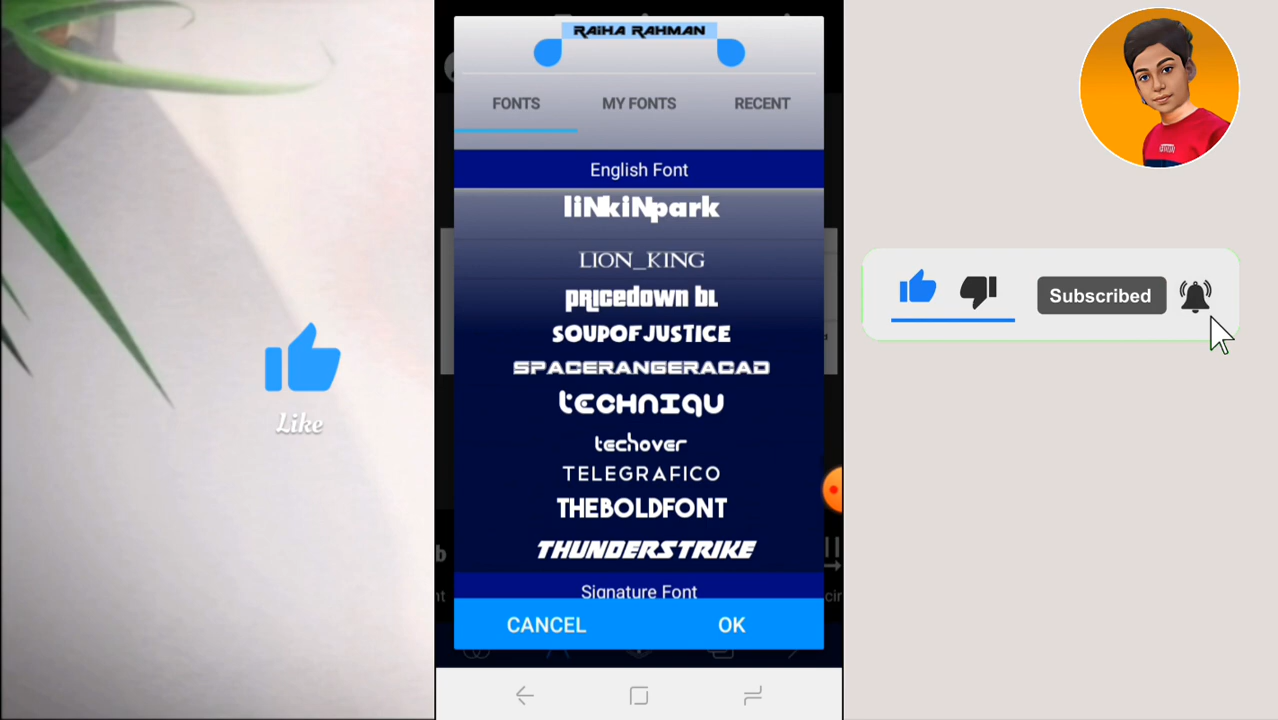 RAIHA RAHMAN
FONTS MY FONTS RECENT
English Font
liNkiNpark
LION_KING
PRICEDOWN BL
SOUPOFJUSTICE
SPACERANGERACAD
TECHNIQU
techover
TELEGRAFICO
THEBOLDFONT
THUNDERSTRIKE
Signature Font
CANCEL OK
Like
Subscribed